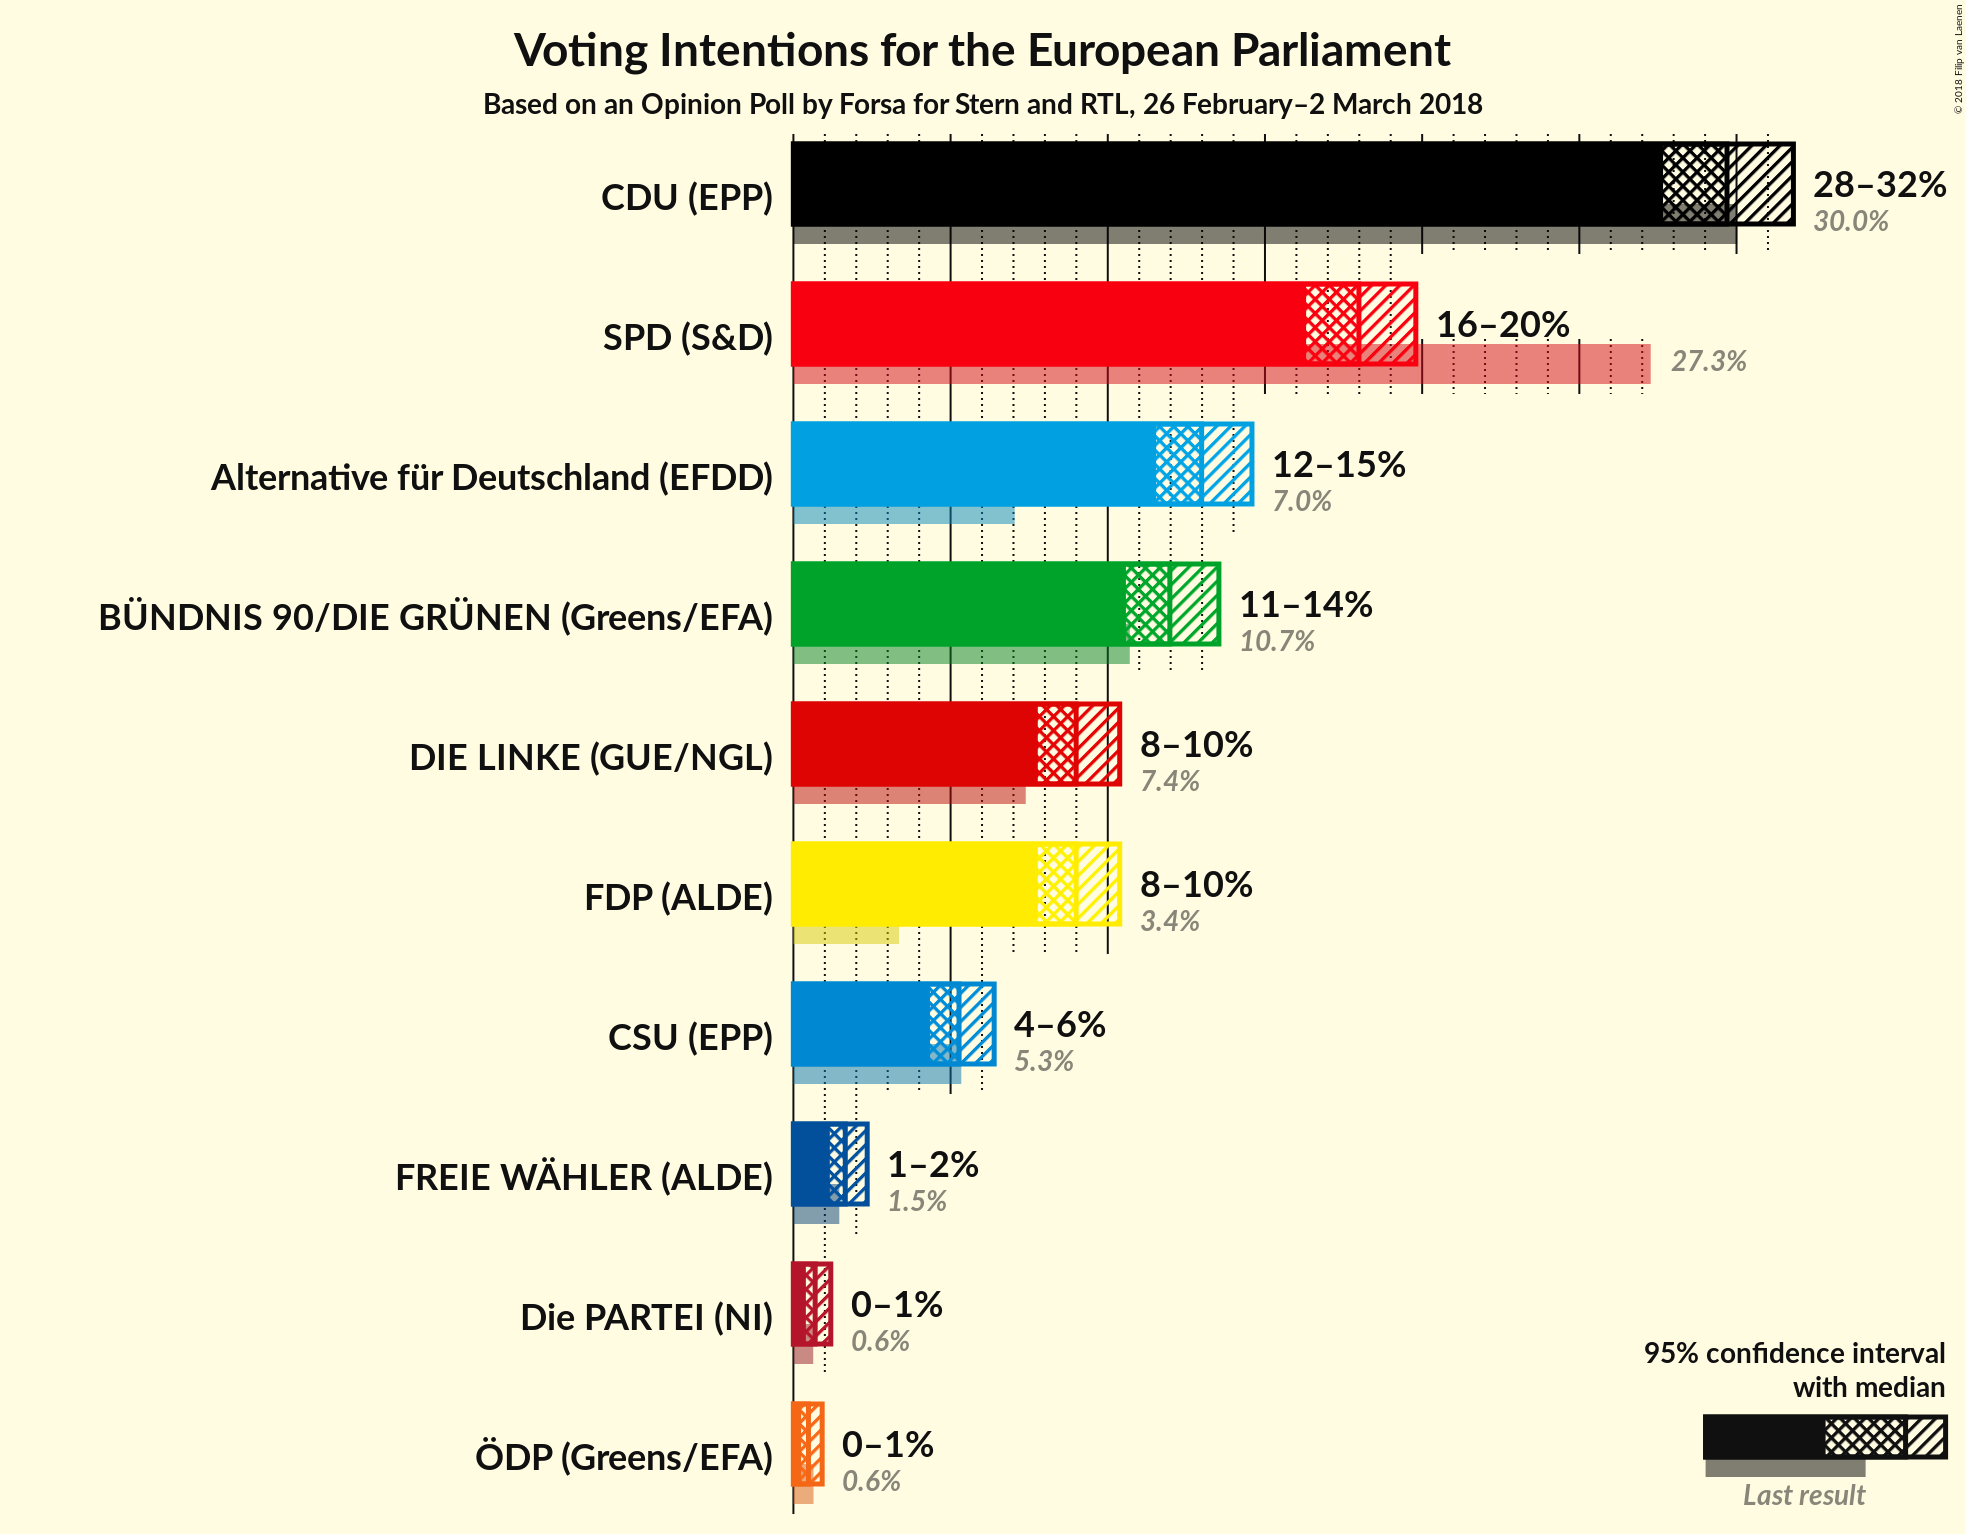 Voting Intentions for the European Parliament
Based on an Opinion Poll by Forsa for Stern and RTL, 26 February–2 March 2018
© 2018 Filip van Laenen
CDU (EPP)
28–32%
30.0%
SPD (S&D)
16–20%
27.3%
Alternative für Deutschland (EFDD)
12–15%
7.0%
BÜNDNIS 90/DIE GRÜNEN (Greens/EFA)
11–14%
10.7%
DIE LINKE (GUE/NGL)
8–10%
7.4%
FDP (ALDE)
8–10%
3.4%
CSU (EPP)
4–6%
5.3%
FREIE WÄHLER (ALDE)
1–2%
1.5%
Die PARTEI (NI)
0–1%
0.6%
ÖDP (Greens/EFA)
0–1%
0.6%
95% confidence interval
with median
Last result